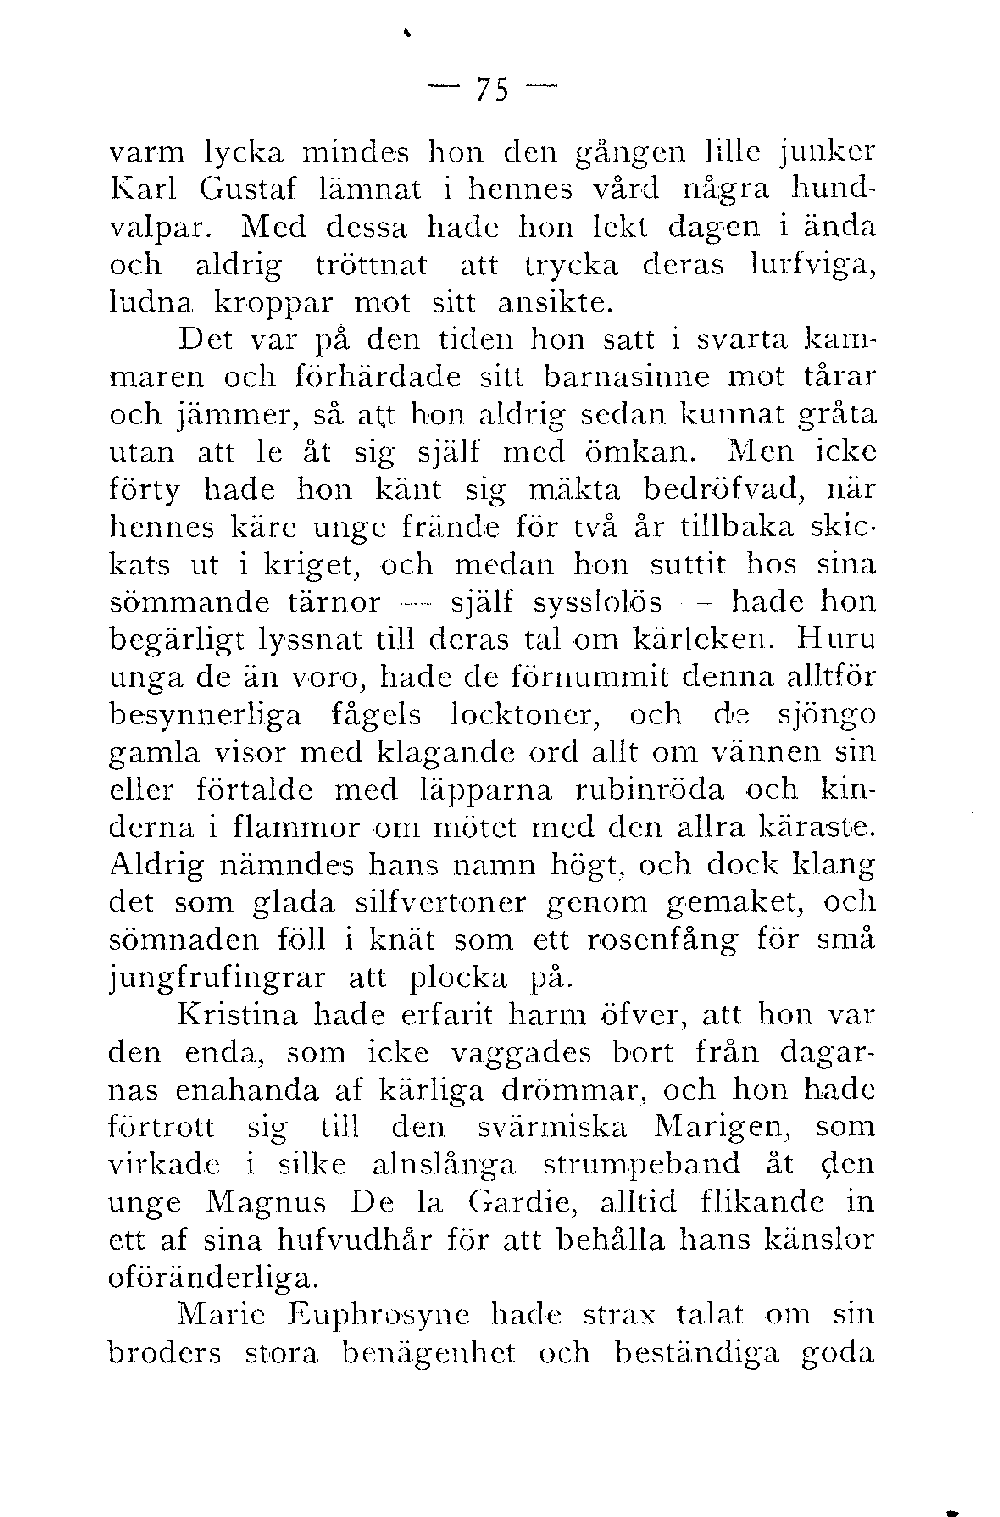 — 75 —
varm lycka mindes hon den gången lille junker
Karl Gustaf lämnat i hennes vård några hund-
valpar. Med dessa hade hon lekt dagen i ända
och aldrig tröttnat att trycka deras lurfviga,
ludna kroppar mot sitt ansikte.
Det var på den tiden hon satt i svarta kam-
maren och förhärdade sitt barnasinne mot tårar
och jämmer, så att hon aldrig sedan kunnat gråta
utan att le åt sig själf med ömkan. Men icke
förty hade hon känt sig mäkta bedröfvad, när
hennes käre unge frände för två år tillbaka skic-
kats ut i kriget, och medan hon suttit hos sina
sömmande tärnor — själf sysslolös — hade hon
begärligt lyssnat till deras tal om kärleken. Huru
unga de än voro, hade de förnummit denna alltför
besynnerliga fågels locktoner, och de sjöngo
gamla visor med klagande ord allt om vännen sin
eller förtalde med läpparna rubinröda och kin-
derna i flammor om mötet med den allra käraste.
Aldrig nämndes hans namn högt, och dock klang
det som glada silfvertoner genom gemaket, och
sömnaden föll i knät som ett rosenfång för små
jungfrufingrar att plocka på.
Kristina hade erfarit harm öfver, att hon var
den enda, som icke vaggades bort från dagar-
nas enahanda af kärliga drömmar, och hon hade
förtrott sig till den svärmiska Marigen, som
virkade i silke alnslånga strumpeband åt den
unge Magnus De la Gardie, alltid flikande in
ett af sina hufvudhår för att behålla hans känslor
oföränderliga.
Marie Euphrosyne hade strax talat om sin
broders stora benägenhet och beständiga goda